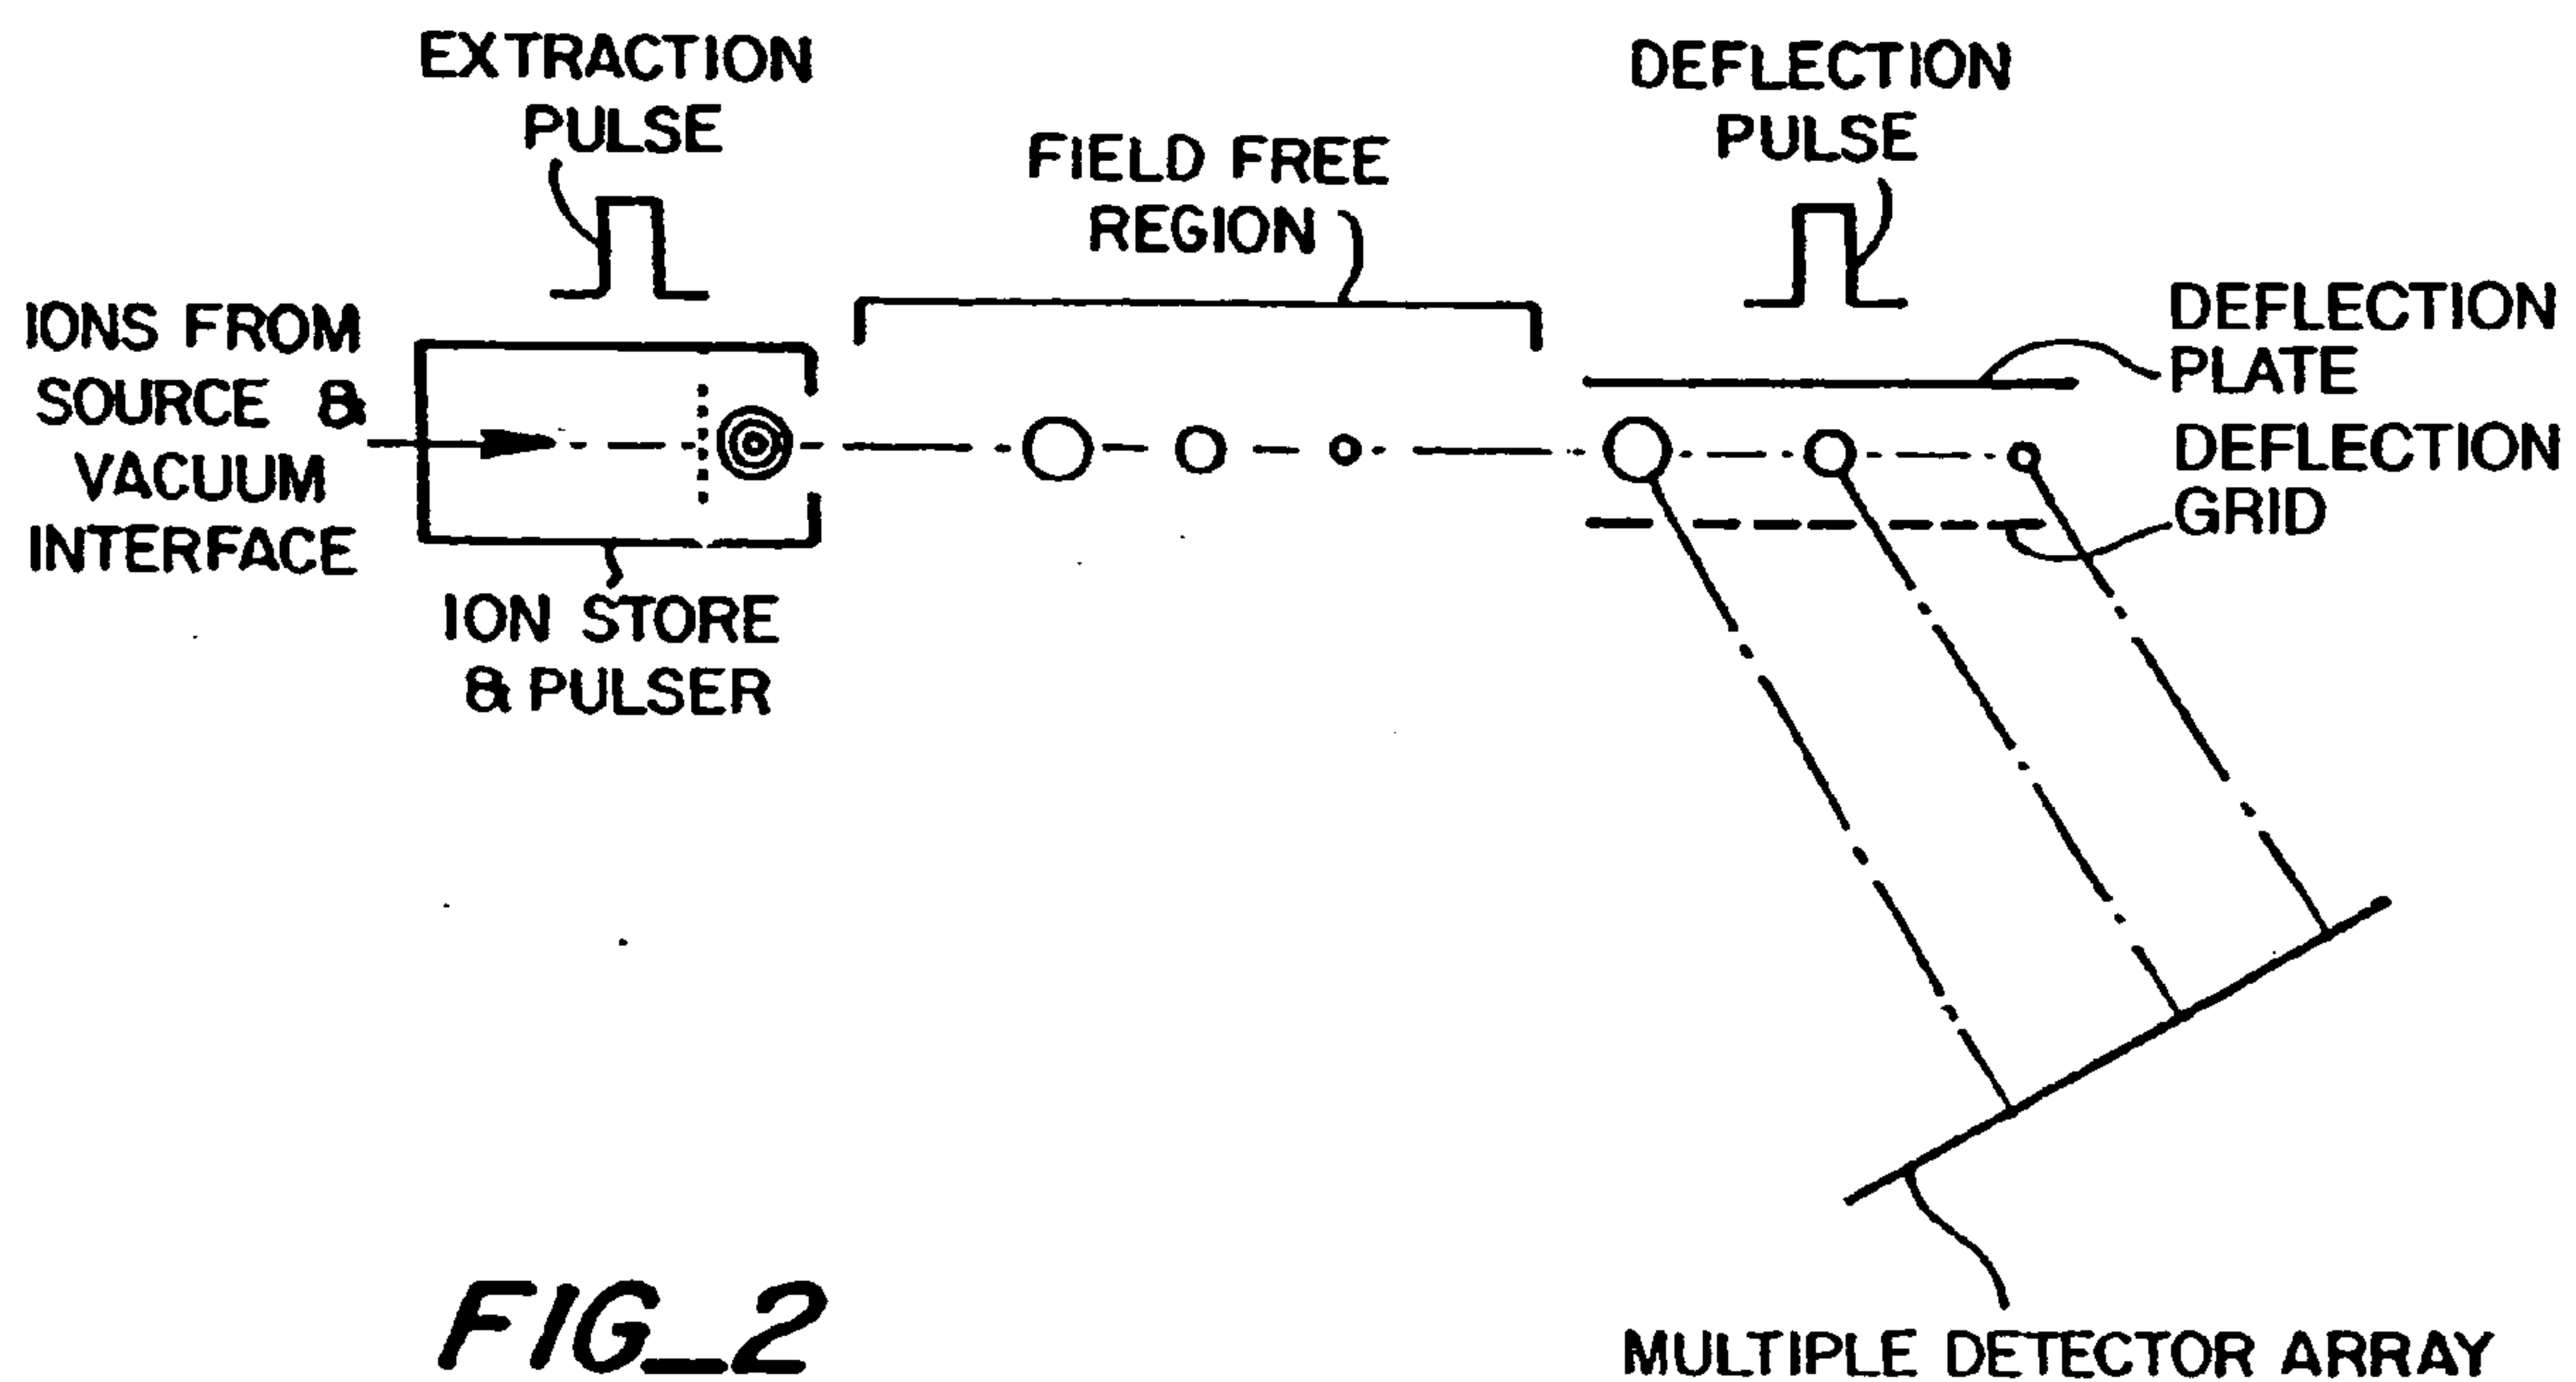 EXTRACTION
PULSE
DEFLECTION
PULSE
FIELD FREE
REGION
IONS FROM
SOURCE &
VACUUM
INTERFACE
DEFLECTION
PLATE
DEFLECTION
GRID
ION STORE
& PULSER
MULTIPLE DETECTOR ARRAY
FIG_2